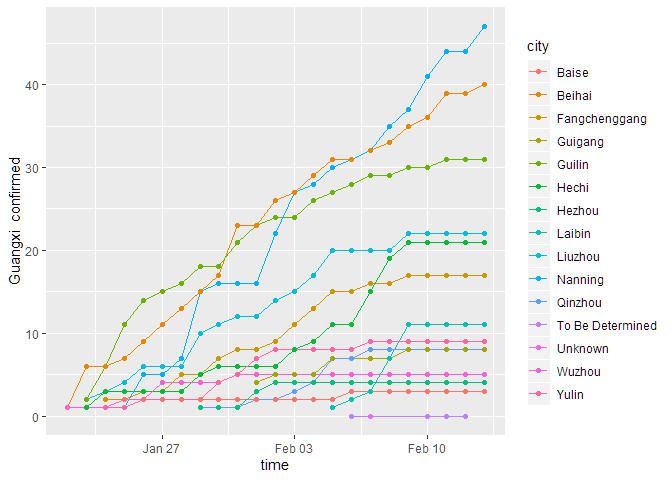 Guangxi confirmed
40
30
20
10
0
Jan 27
Feb 03
Feb 10
time
city
Baise
Beihai
Fangchenggang
Guigang
Guilin
Hechi
Hezhou
Laibin
Liuzhou
Nanning
Qinzhou
To Be Determined
Unknown
Wuzhou
Yulin